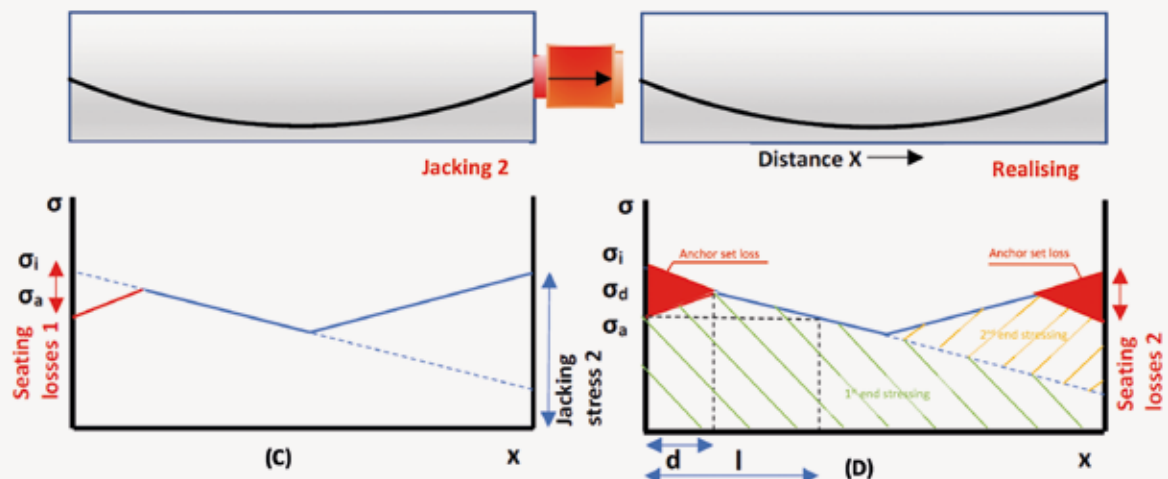 Jacking 2
Distance X
Realising
σ
σi
σa
Seating
losses 1
Jacking
stress 2
(C)
X
σ
σi
σd
σa
Anchor set loss
Anchor set loss
2nd end stressing
1st end stressing
Seating
losses 2
d
l
(D)
X